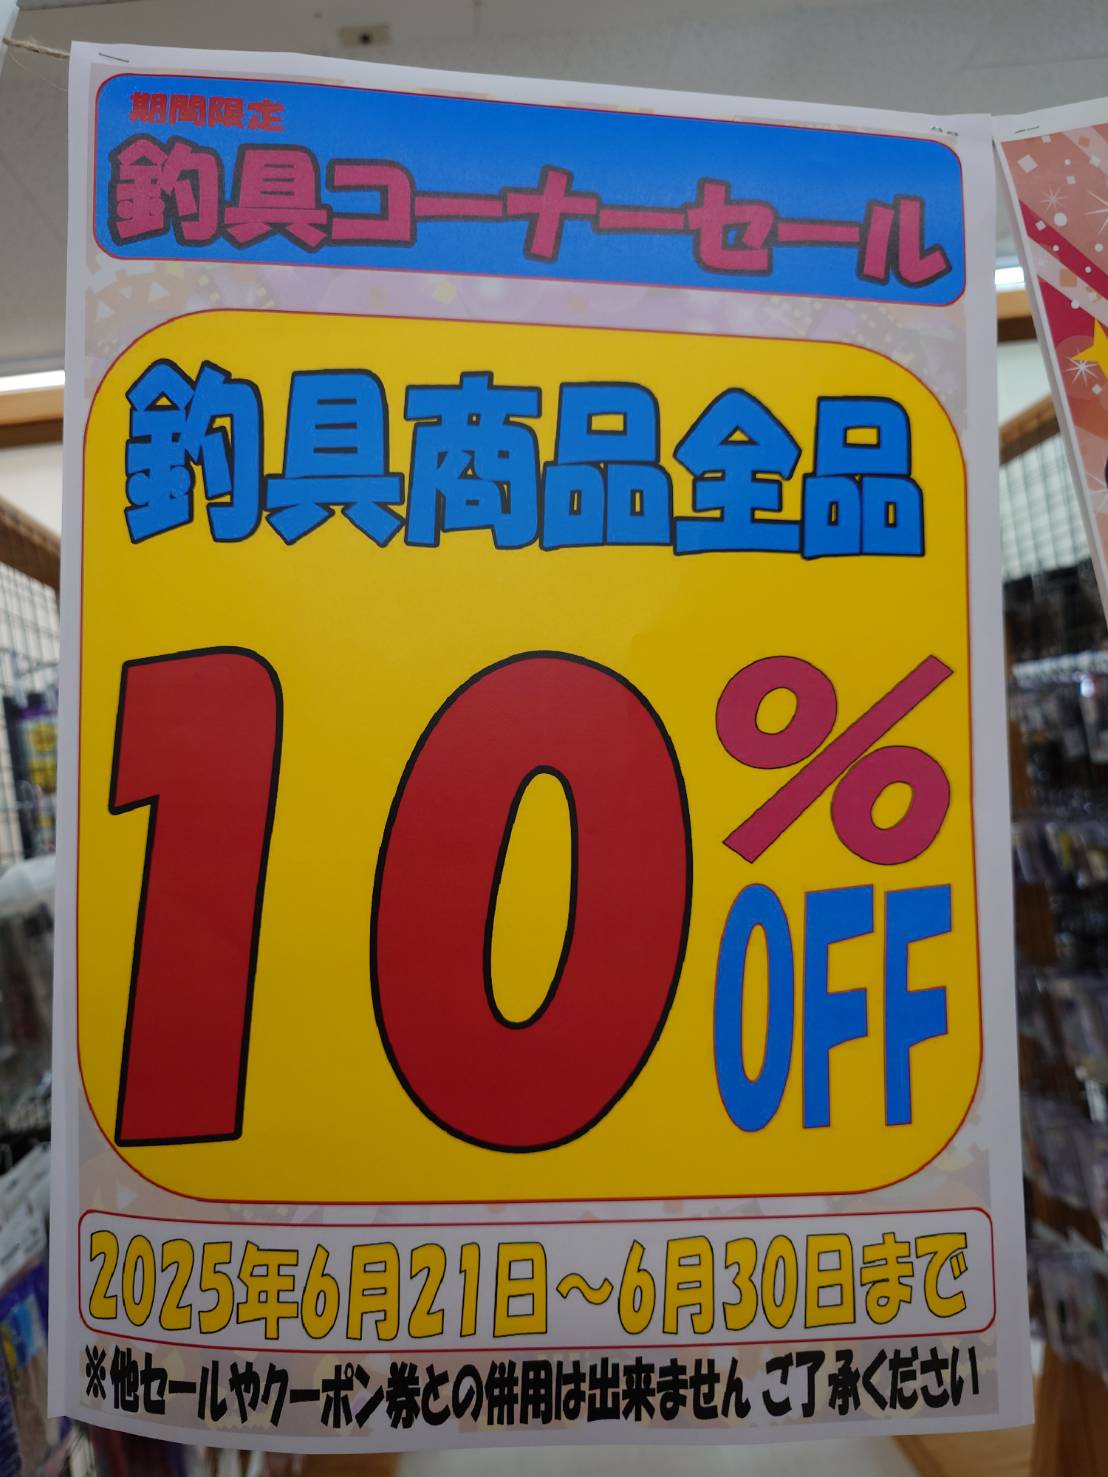 期間限定
釣具コーナーセール
釣具商品全品
10%
OFF
2025年6月21日～6月30日まで
※他セールやクーポン券との併用は出来ません ご了承ください